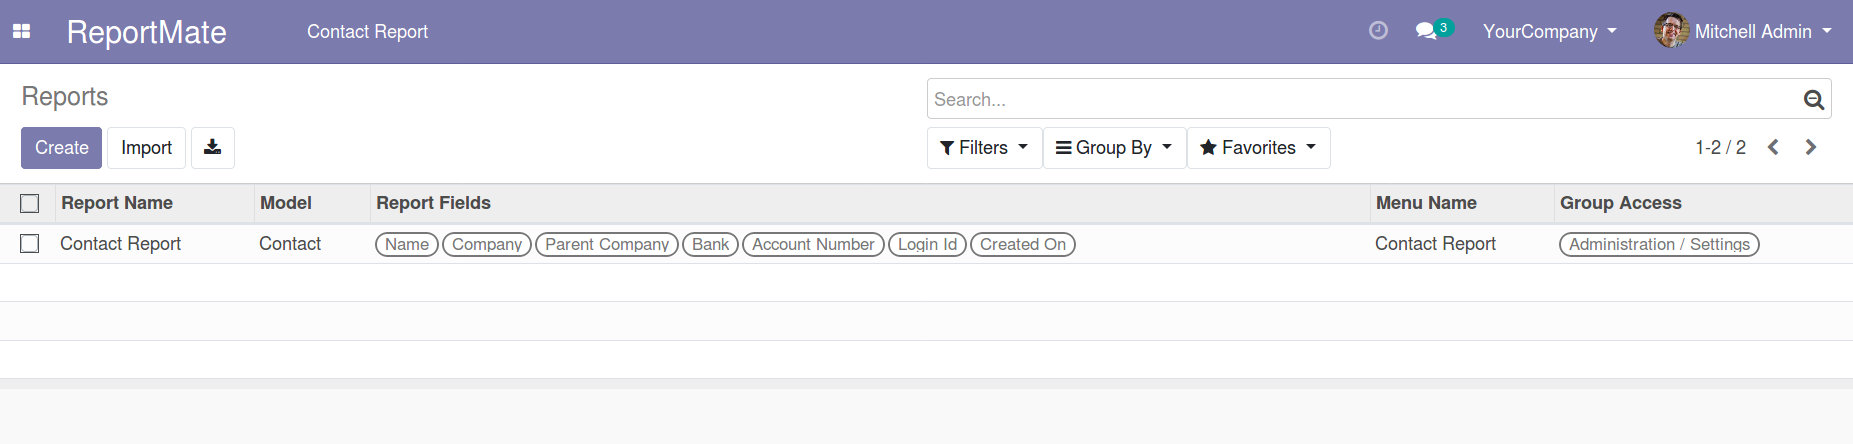 ReportMate Contact Report 3 YourCompany Mitchell Admin
Reports Search...
Create Import Filters Group By Favorites 1-2 / 2
Report Name Model Report Fields Menu Name Group Access
Contact Report Contact Name Company Parent Company Bank Account Number Login Id Created On Contact Report Administration / Settings